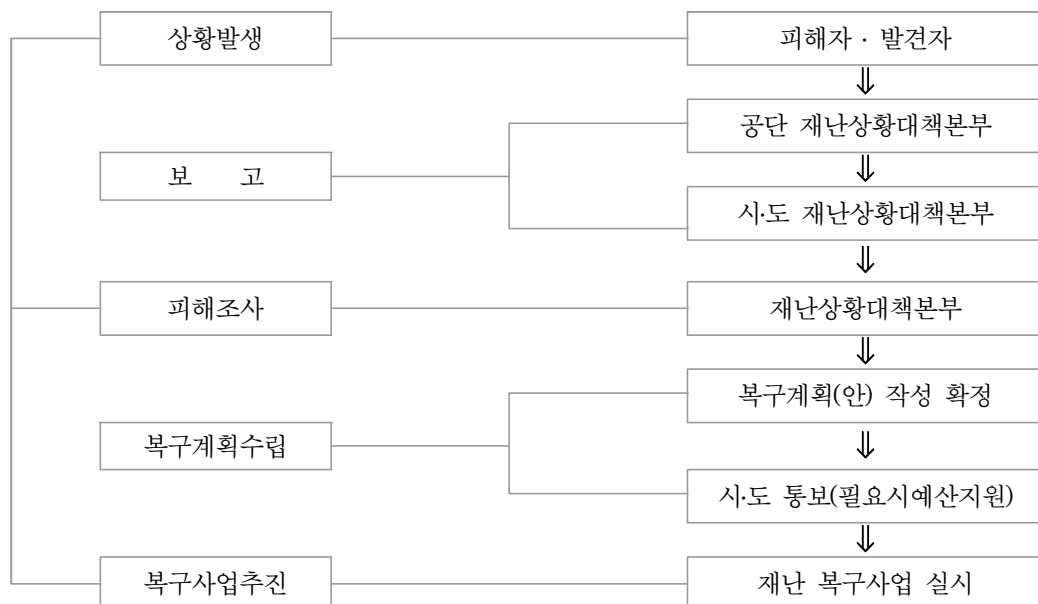 상황발생
피해자 · 발견자
공단 재난상황대책본부
보 고
시·도 재난상황대책본부
피해조사
재난상황대책본부
복구계획(안) 작성 확정
복구계획수립
시·도 통보(필요시예산지원)
복구사업추진
재난 복구사업 실시